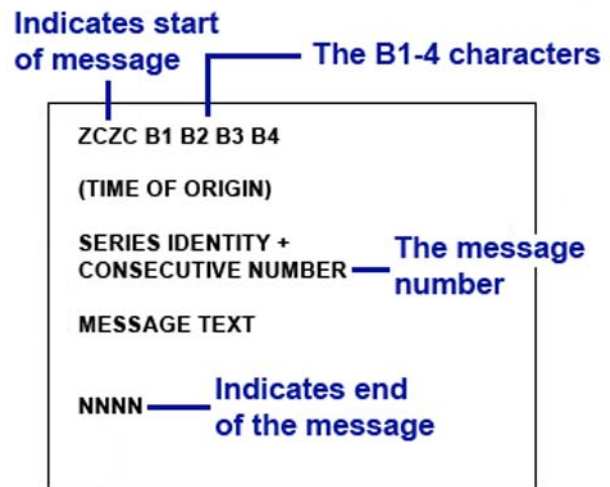 Indicates start
of message
The B1-4 characters
ZCZC B1 B2 B3 B4
(TIME OF ORIGIN)
SERIES IDENTITY +
CONSECUTIVE NUMBER
The message
number
MESSAGE TEXT
NNNN
Indicates end
of the message